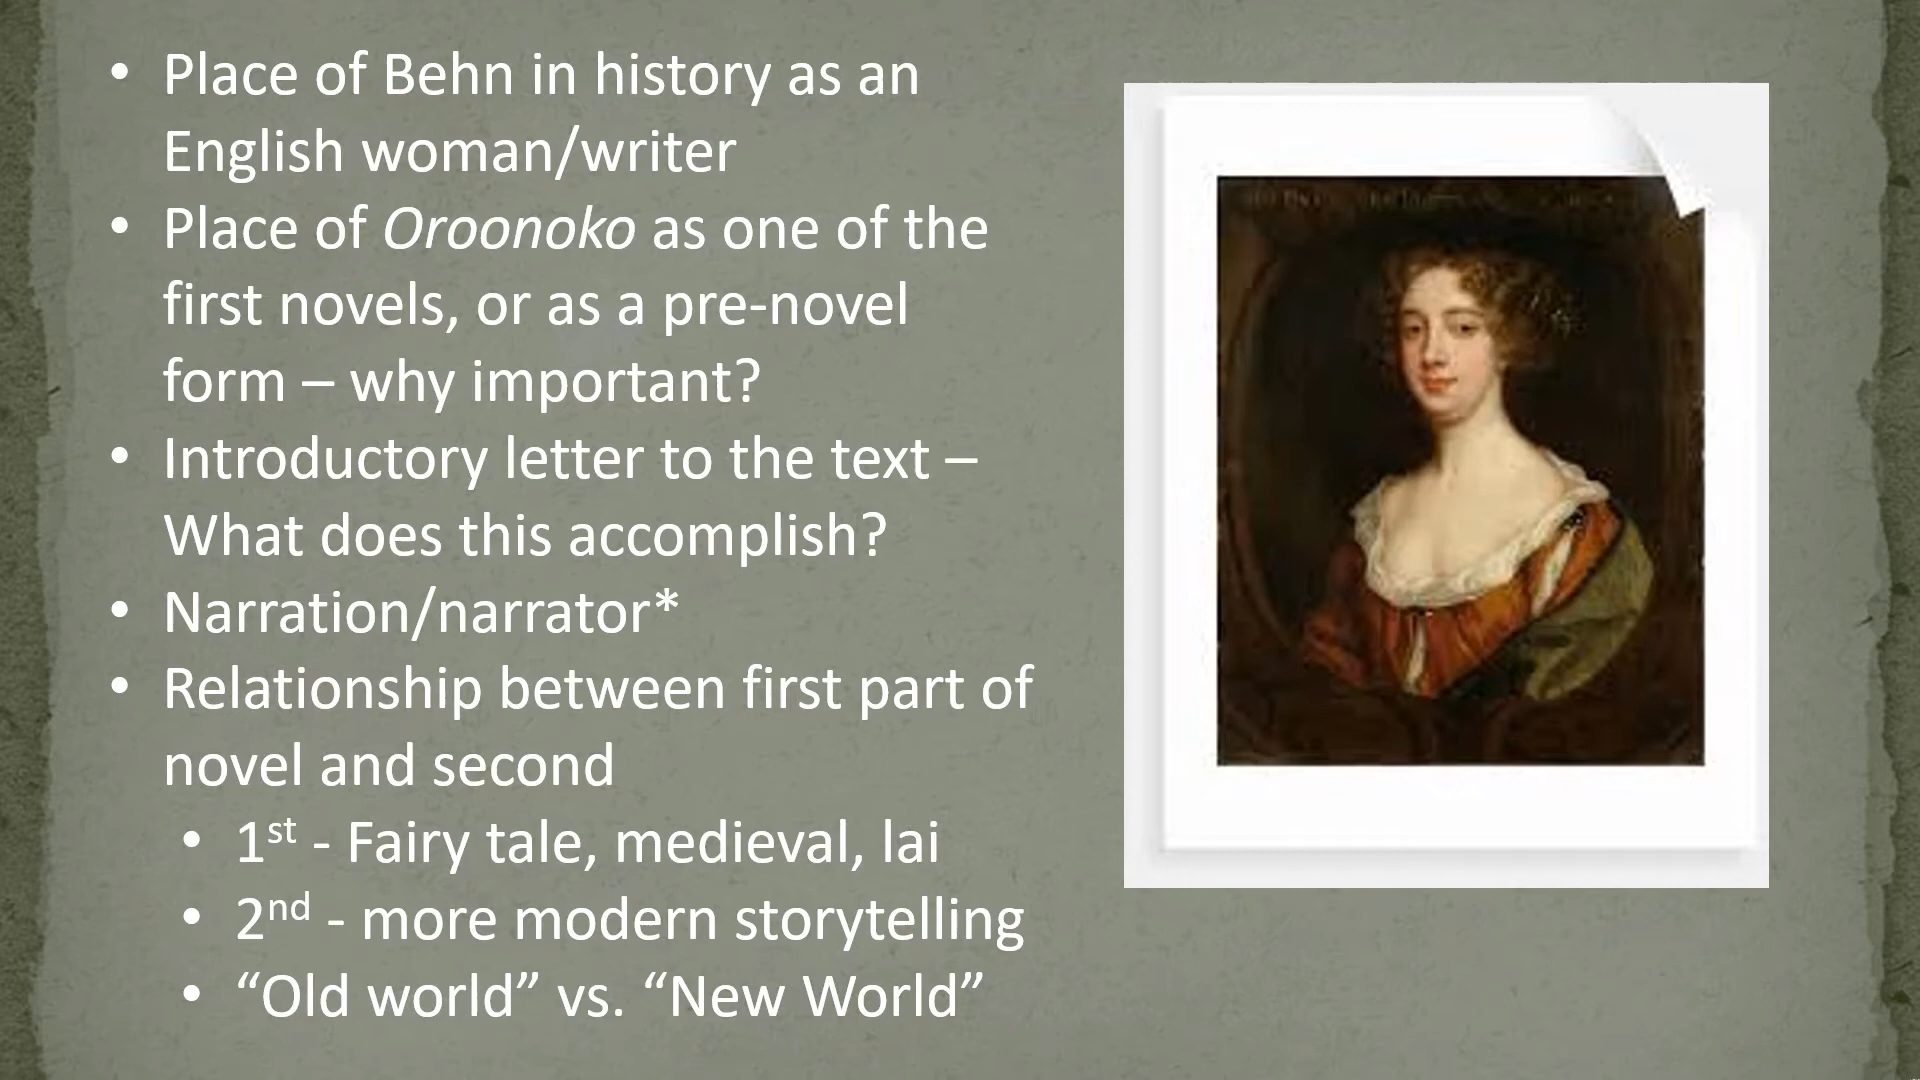 • Place of Behn in history as an
English woman/writer
• Place of Oroonoko as one of the
first novels, or as a pre-novel
form – why important?
• Introductory letter to the text –
What does this accomplish?
• Narration/narrator*
• Relationship between first part of
novel and second
• 1st - Fairy tale, medieval, lai
• 2nd - more modern storytelling
• “Old world” vs. “New World”